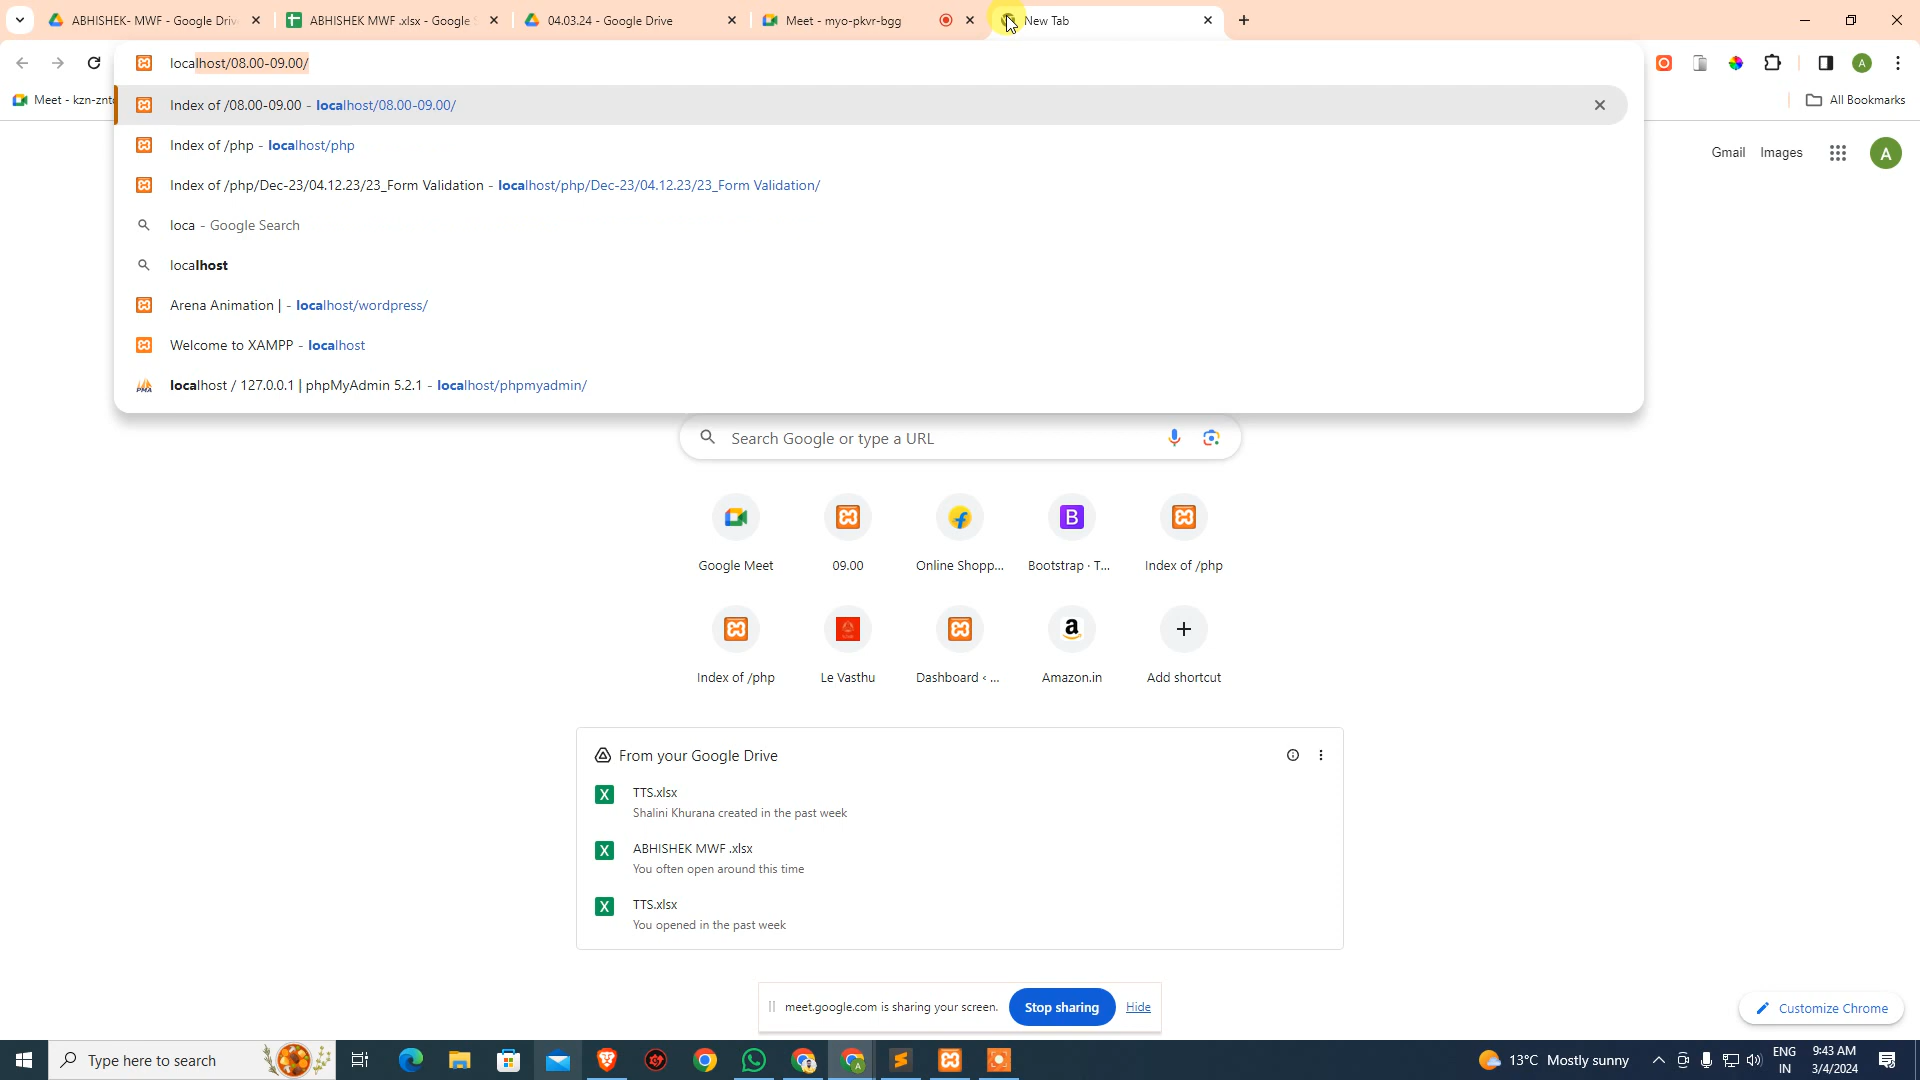 ABHISHEK- MWF - Google Driv
ABHISHEK MWF .xlsx - Google S
04.03.24 - Google Drive
Meet - myo-pkvr-bgg
New Tab
localhost/08.00-09.00/
Meet - kzn-znt
All Bookmarks
Index of /08.00-09.00 - localhost/08.00-09.00/
Index of /php - localhost/php
Index of /php/Dec-23/04.12.23/23_Form Validation - localhost/php/Dec-23/04.12.23/23_Form Validation/
loca - Google Search
localhost
Arena Animation | - localhost/wordpress/
Welcome to XAMPP - localhost
localhost / 127.0.0.1 | phpMyAdmin 5.2.1 - localhost/phpmyadmin/
Gmail Images
A
A
Search Google or type a URL
Google Meet
09.00
Online Shopp...
Bootstrap · T...
Index of /php
Index of /php
Le Vasthu
Dashboard ‹ ...
Amazon.in
Add shortcut
From your Google Drive
TTS.xlsx
Shalini Khurana created in the past week
ABHISHEK MWF .xlsx
You often open around this time
TTS.xlsx
You opened in the past week
meet.google.com is sharing your screen.
Stop sharing
Hide
Customize Chrome
Type here to search
13°C Mostly sunny
ENG
IN
9:43 AM
3/4/2024